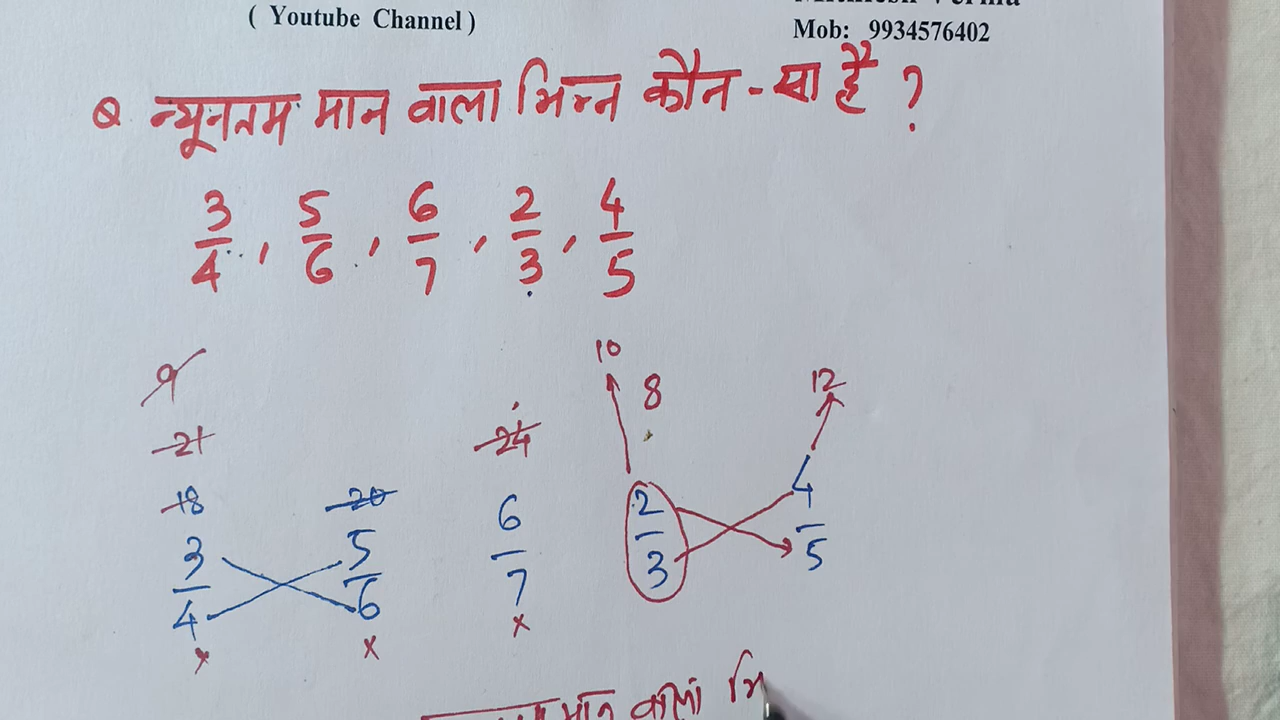 ( Youtube Channel )
Mob: 9934576402
Q न्यूनतम मान वाला भिन्न कौन-सा है ?
3/4 , 5/6 , 6/7 , 2/3 , 4/5
9
21 24
18 20
10 8 12
3/4 5/6 6/7 2/3 4/5
x x x
मान वाला भि